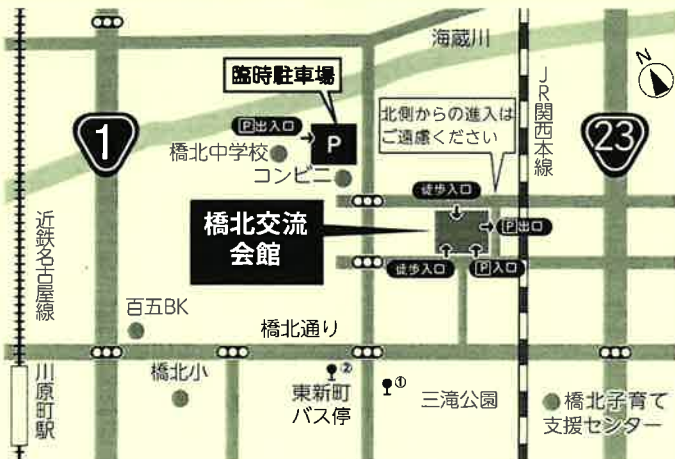 海蔵川
臨時駐車場
N
JR関西本線
北側からの進入は
ご遠慮ください
1
P出入口
P
23
橋北中学校
コンビニ
徒歩入口
橋北交流
会館
P出口
近鉄名古屋線
徒歩入口
P入口
百五BK
橋北通り
川原町駅
橋北小
②
東新町
バス停
①
三滝公園
橋北子育て
支援センター